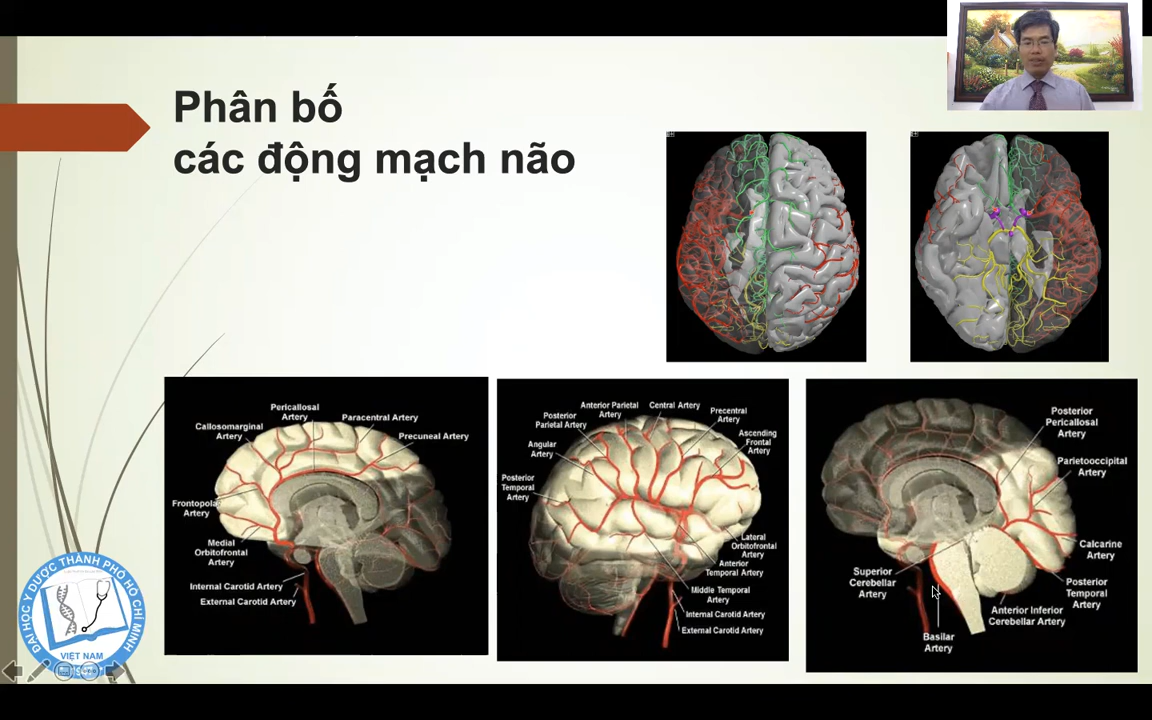 Phân bố
các động mạch não
Pericallosal
Artery
Paracentral Artery
Callosomarginal
Artery
Precuneal Artery
Frontopola
Artery
Medial
Orbitofrontal
Artery
Internal Carotid Artery
External Carotid Artery
Anterior Parietal
Artery
Central Artery
Posterior
Parietal Artery
Precentral
Artery
Angular
Artery
Ascending
Frontal
Artery
Posterior
Temporal
Artery
Lateral
Orbitofrontal
Artery
Anterior
Temporal Artery
Middle Temporal
Artery
Internal Carotid Artery
External Carotid Artery
Posterior
Pericallosal
Artery
Parietooccipital
Artery
Calcarine
Artery
Superior
Cerebellar
Artery
Posterior
Temporal
Artery
Anterior Inferior
Cerebellar Artery
Basilar
Artery
ĐẠI HỌC Y DƯỢC THÀNH PHỐ HỒ CHÍ MINH
VIỆT NAM